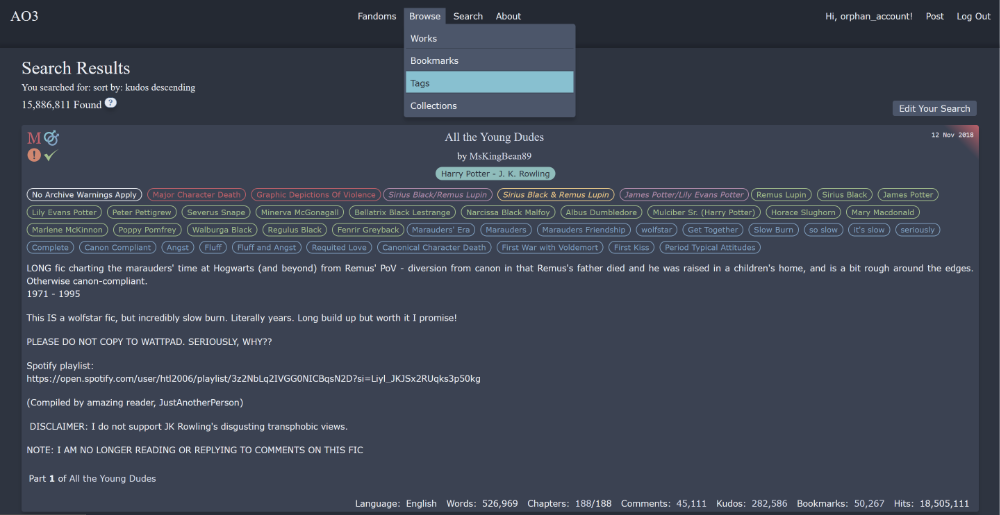 AO3 Fandoms Browse Search About Hi, orphan_account! Post Log Out
Works
Bookmarks
Tags
Collections
Search Results
You searched for: sort by: kudos descending
15,886,811 Found ?
Edit Your Search
M
All the Young Dudes
12 Nov 2018
by MsKingBean89
Harry Potter - J. K. Rowling
No Archive Warnings Apply Major Character Death Graphic Depictions Of Violence Sirius Black/Remus Lupin Sirius Black & Remus Lupin James Potter/Lily Evans Potter Remus Lupin Sirius Black James Potter
Lily Evans Potter Peter Pettigrew Severus Snape Minerva McGonagall Bellatrix Black Lestrange Narcissa Black Malfoy Albus Dumbledore Mulciber Sr. (Harry Potter) Horace Slughorn Mary Macdonald
Marlene McKinnon Poppy Pomfrey Walburga Black Regulus Black Fenrir Greyback Marauders' Era Marauders Marauders Friendship wolfstar Get Together Slow Burn so slow it's slow seriously
Complete Canon Compliant Angst Fluff Fluff and Angst Requited Love Canonical Character Death First War with Voldemort First Kiss Period Typical Attitudes
LONG fic charting the marauders' time at Hogwarts (and beyond) from Remus' PoV - diversion from canon in that Remus's father died and he was raised in a children's home, and is a bit rough around the edges.
Otherwise canon-compliant.
1971 - 1995
This IS a wolfstar fic, but incredibly slow burn. Literally years. Long build up but worth it I promise!
PLEASE DO NOT COPY TO WATTPAD. SERIOUSLY, WHY??
Spotify playlist:
https://open.spotify.com/user/htl2006/playlist/3z2NbLq2IVGG0NICBqsN2D?si=Liyl_JKJSx2RUqks3p50kg
(Compiled by amazing reader, JustAnotherPerson)
DISCLAIMER: I do not support JK Rowling's disgusting transphobic views.
NOTE: I AM NO LONGER READING OR REPLYING TO COMMENTS ON THIS FIC
Part 1 of All the Young Dudes
Language: English Words: 526,969 Chapters: 188/188 Comments: 45,111 Kudos: 282,586 Bookmarks: 50,267 Hits: 18,505,111